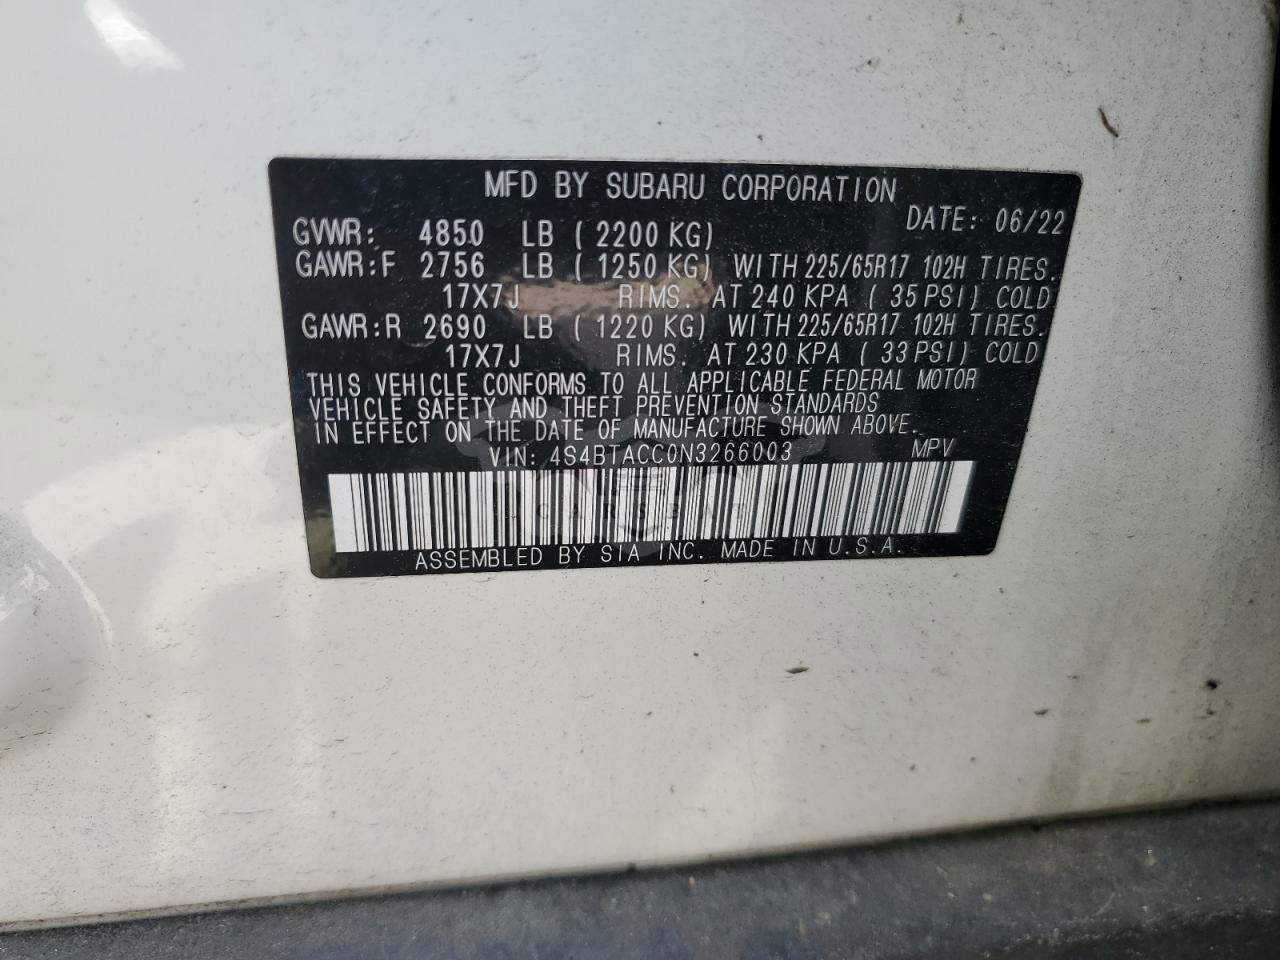 MFD BY SUBARU CORPORATION
DATE: 06/22
GVWR: 4850 LB ( 2200 KG)
GAWR:F 2756 LB ( 1250 KG) WITH 225/65R17 102H TIRES.
17X7J RIMS. AT 240 KPA ( 35 PSI) COLD
GAWR:R 2690 LB ( 1220 KG) WITH 225/65R17 102H TIRES.
17X7J RIMS. AT 230 KPA ( 33 PSI) COLD
THIS VEHICLE CONFORMS TO ALL APPLICABLE FEDERAL MOTOR
VEHICLE SAFETY AND THEFT PREVENTION STANDARDS
IN EFFECT ON THE DATE OF MANUFACTURE SHOWN ABOVE.
VIN: 4S4BTACC0N3266003 MPV
ASSEMBLED BY SIA INC. MADE IN U.S.A.